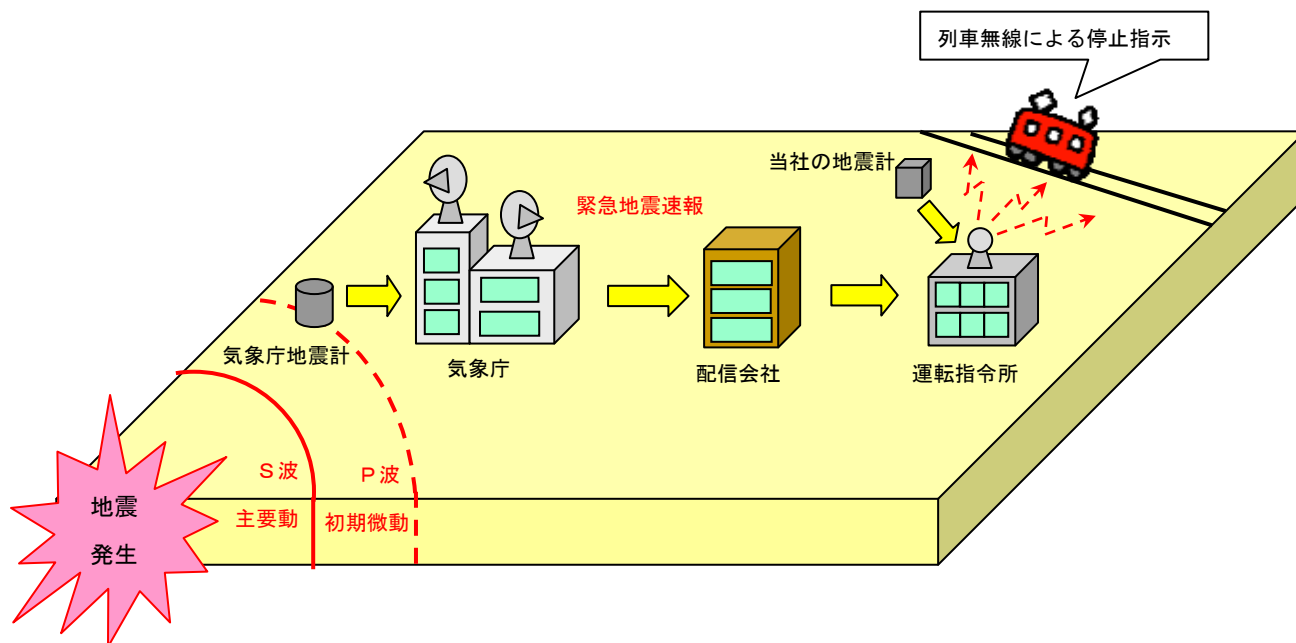 列車無線による停止指示
当社の地震計
緊急地震速報
気象庁地震計
気象庁
配信会社
運転指令所
S波
P波
主要動
初期微動
地震
発生